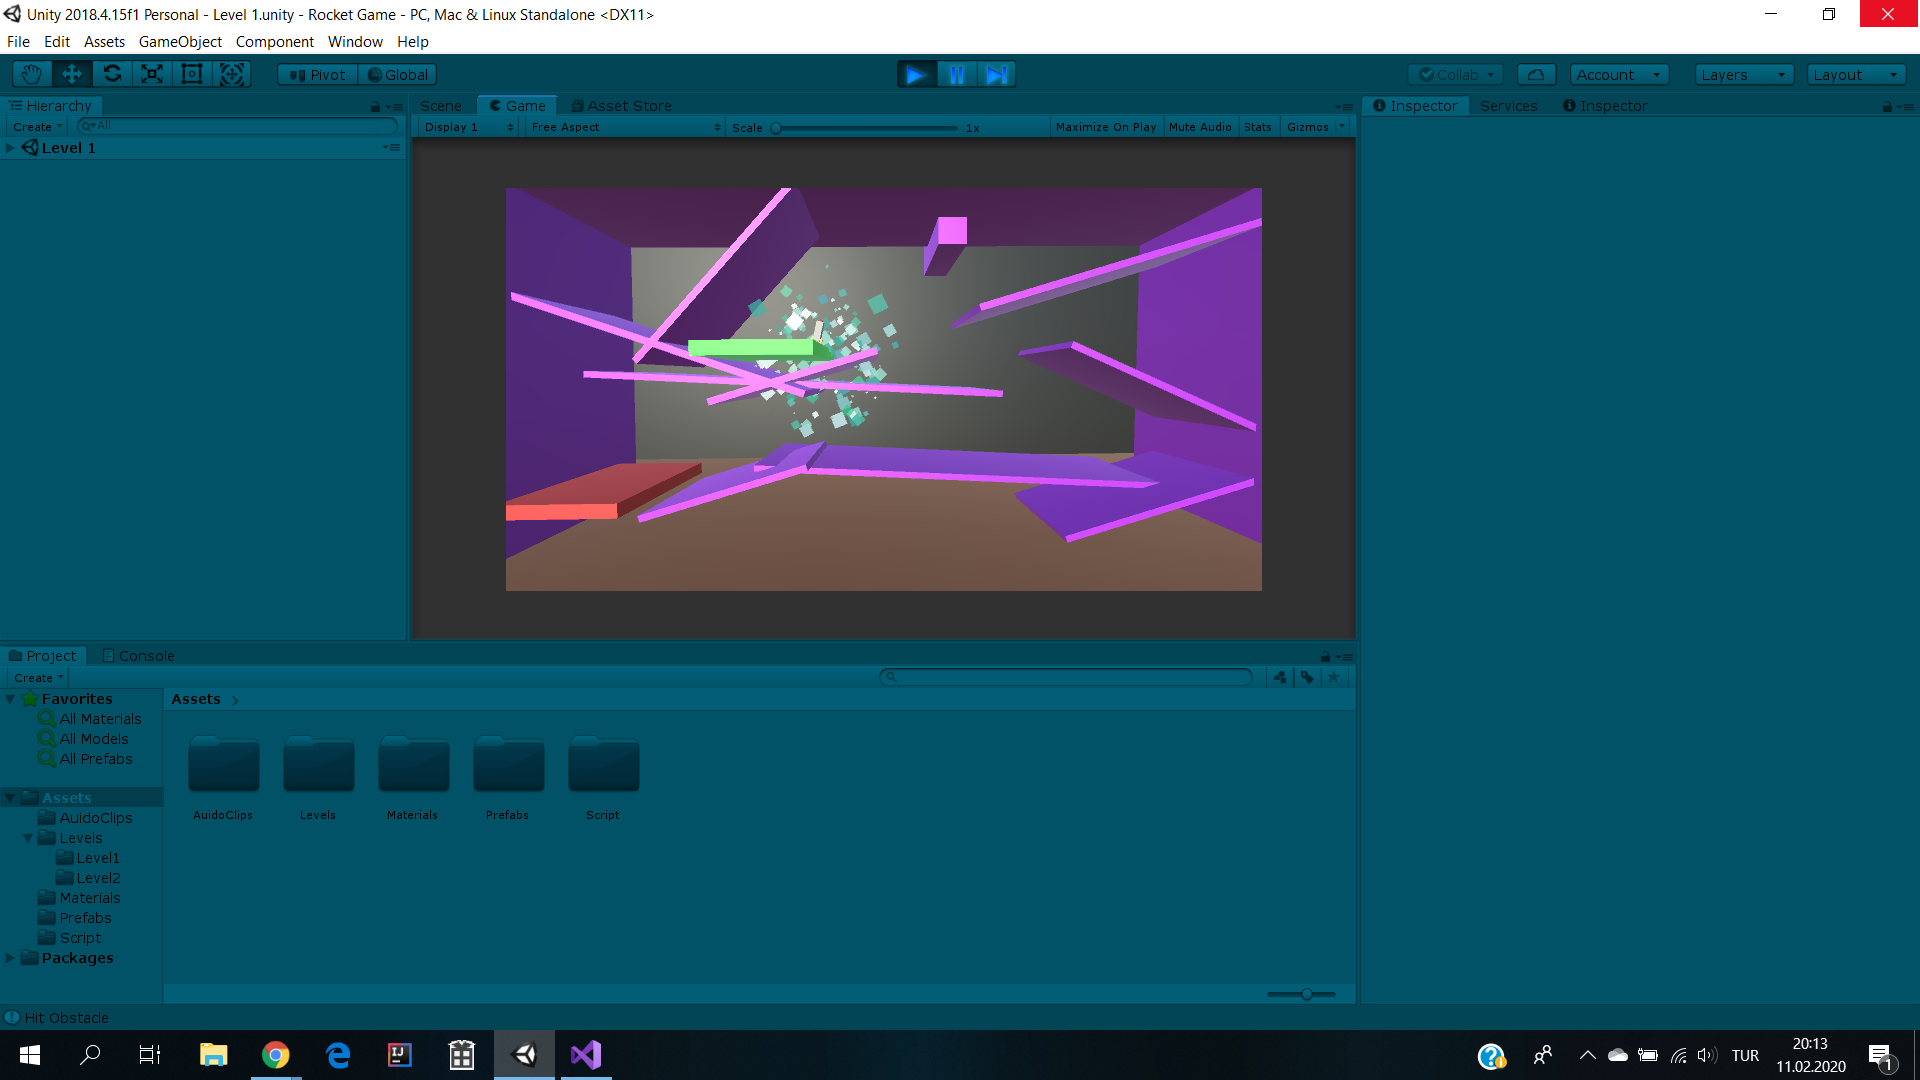 Unity 2018.4.15f1 Personal - Level 1.unity - Rocket Game - PC, Mac & Linux Standalone <DX11>
File Edit Assets GameObject Component Window Help
Pivot Global Collab Account Layers Layout
Hierarchy Scene Game Asset Store Inspector Services Inspector
Create All Display 1 Free Aspect Scale 1x Maximize On Play Mute Audio Stats Gizmos
Level 1
Project Console
Create
Favorites Assets
All Materials
All Models
All Prefabs
Assets
AuidoClips Levels Materials Prefabs Script
AuidoClips
Levels
Level1
Level2
Materials
Prefabs
Script
Packages
Hit Obstacle
IJ TUR 20:13
11.02.2020 1